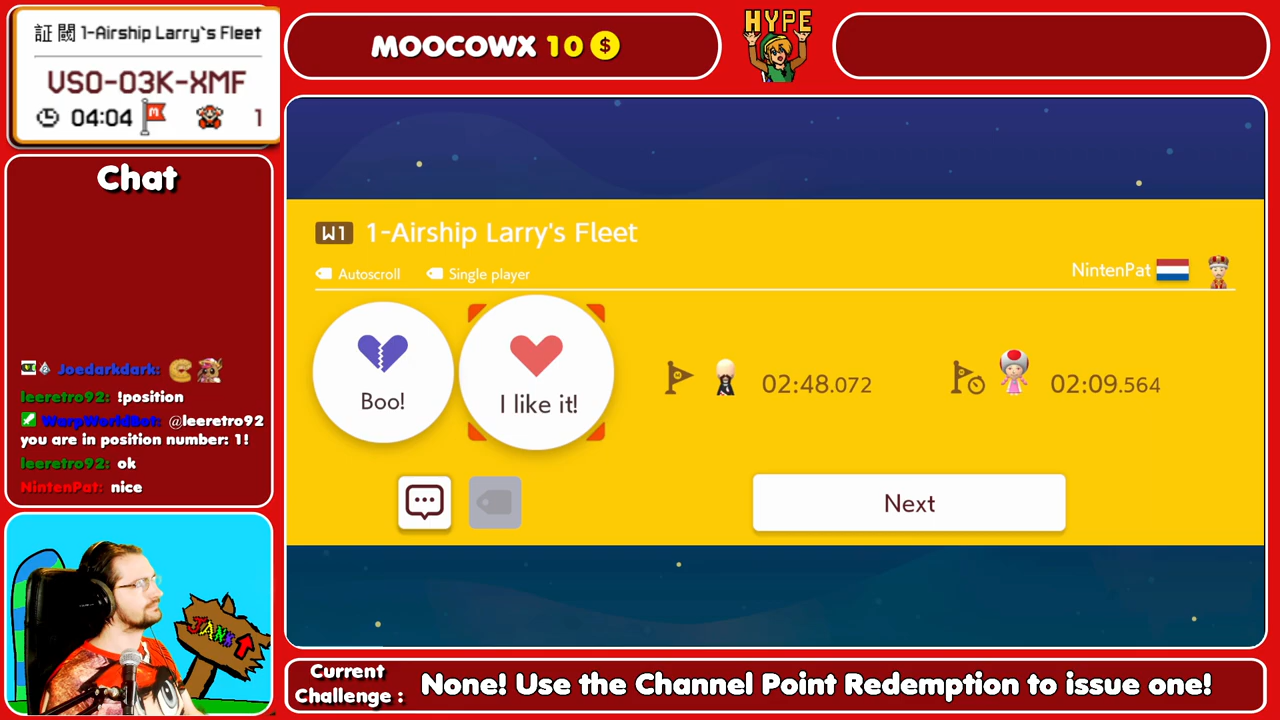 証 閾 1-Airship Larry`s Fleet
VSO-03K-XMF
04:04 M 1
MOOCOWX 10 $
HYPE
Chat
Joedarkdark:
leeretro92: !position
WarpWorldBot: @leeretro92
you are in position number: 1!
leeretro92: ok
NintenPat: nice
W1 1-Airship Larry's Fleet
Autoscroll Single player
NintenPat
Boo!
I like it!
02:48.072
02:09.564
Next
JANK
Current
Challenge :
None! Use the Channel Point Redemption to issue one!